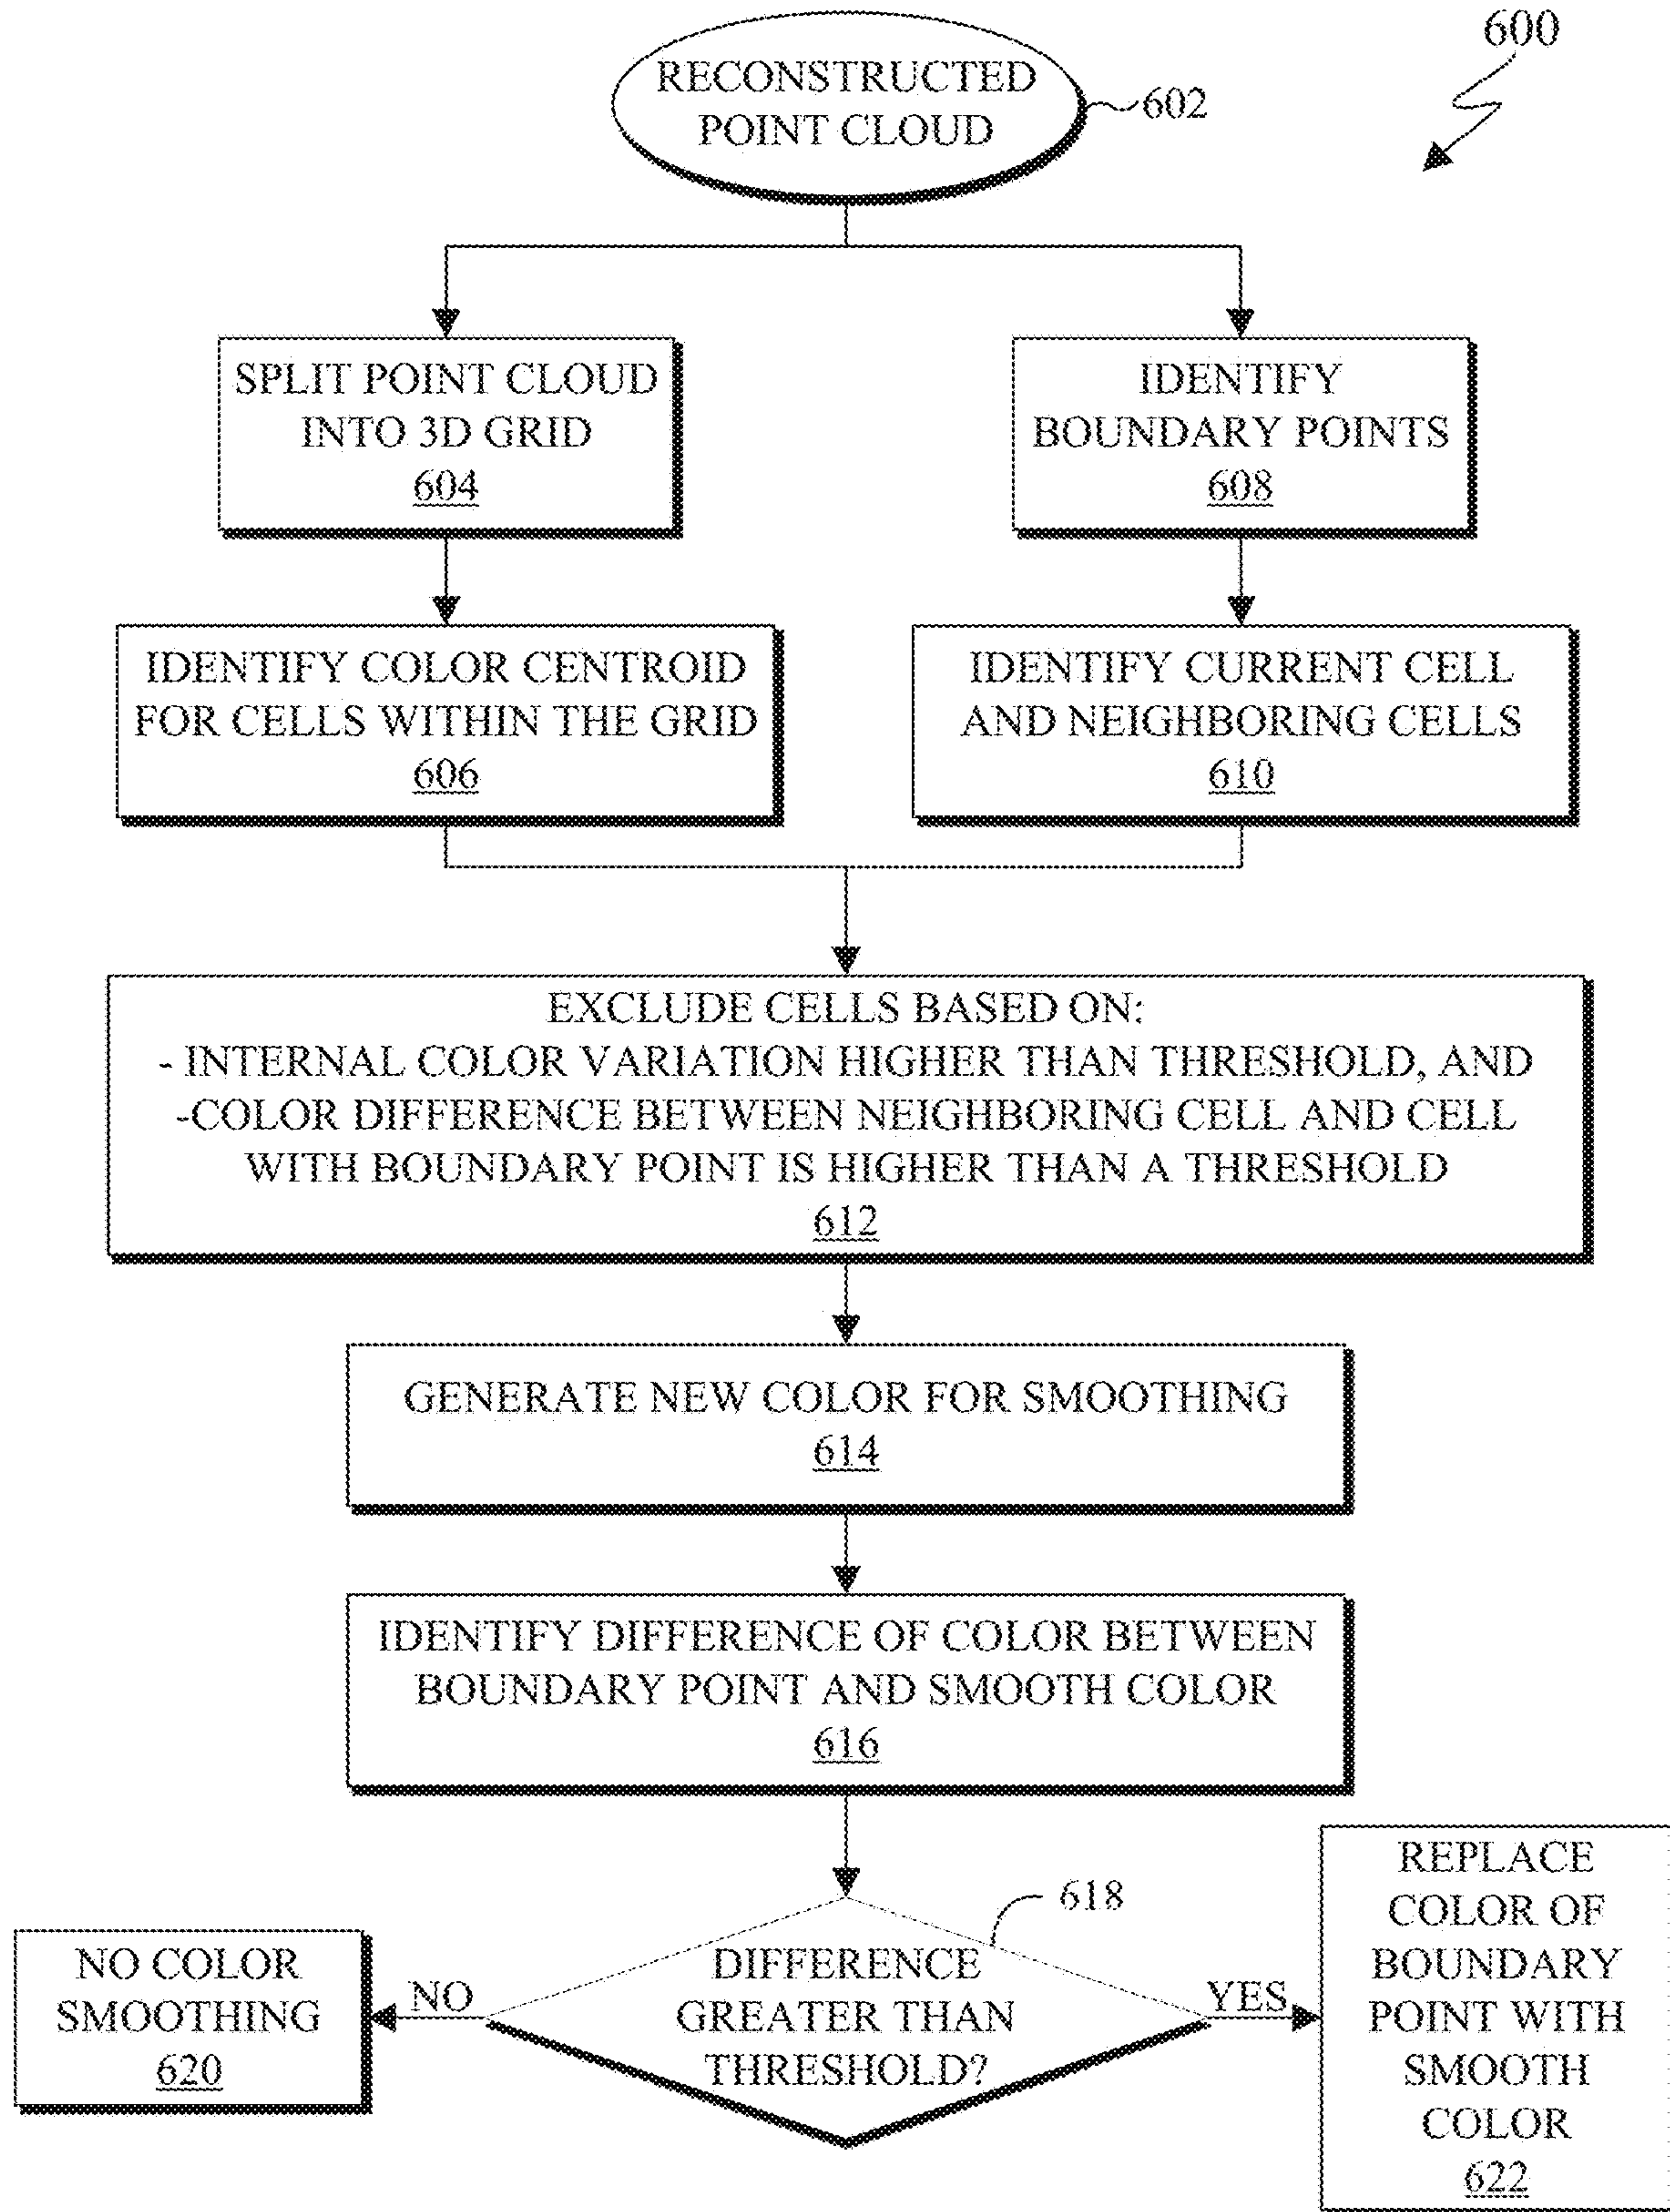 600
RECONSTRUCTED
POINT CLOUD
602
SPLIT POINT CLOUD
INTO 3D GRID
604
IDENTIFY
BOUNDARY POINTS
608
IDENTIFY COLOR CENTROID
FOR CELLS WITHIN THE GRID
606
IDENTIFY CURRENT CELL
AND NEIGHBORING CELLS
610
EXCLUDE CELLS BASED ON:
- INTERNAL COLOR VARIATION HIGHER THAN THRESHOLD, AND
-COLOR DIFFERENCE BETWEEN NEIGHBORING CELL AND CELL
WITH BOUNDARY POINT IS HIGHER THAN A THRESHOLD
612
GENERATE NEW COLOR FOR SMOOTHING
614
IDENTIFY DIFFERENCE OF COLOR BETWEEN
BOUNDARY POINT AND SMOOTH COLOR
616
618
DIFFERENCE
GREATER THAN
THRESHOLD?
NO
NO COLOR
SMOOTHING
620
YES
REPLACE
COLOR OF
BOUNDARY
POINT WITH
SMOOTH
COLOR
622